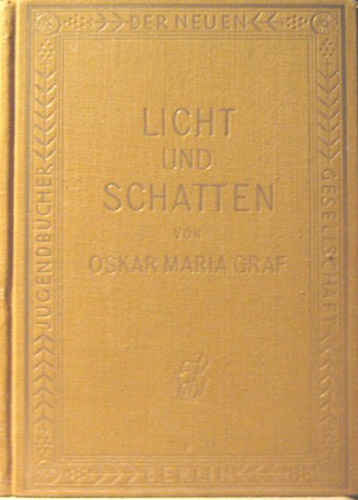 JUGENDBÜCHER
DER NEUEN
GESELLSCHAFT
LICHT
UND
SCHATTEN
VON
OSKAR MARIA GRAF
BERLIN